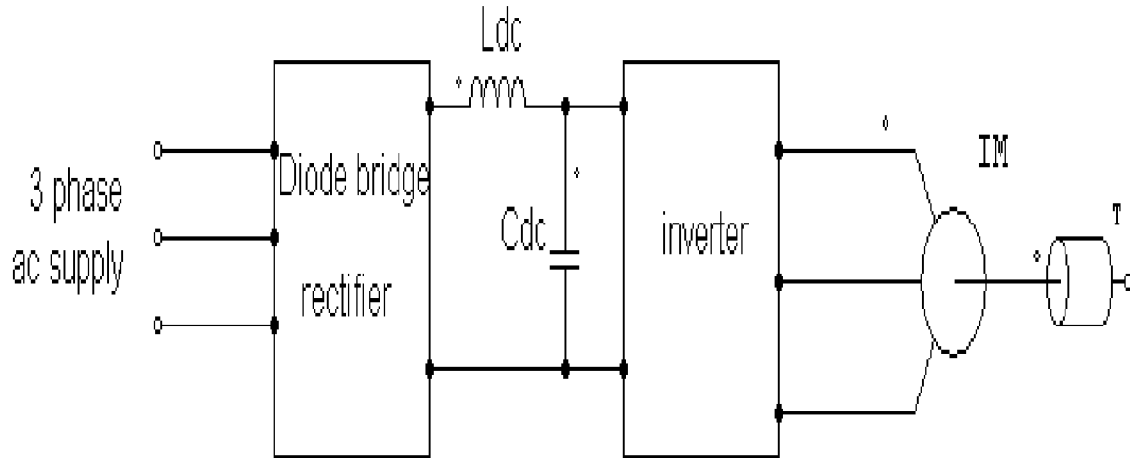 Ldc
3 phase
ac supply
Diode bridge
rectifier
Cdc
inverter
IM
T